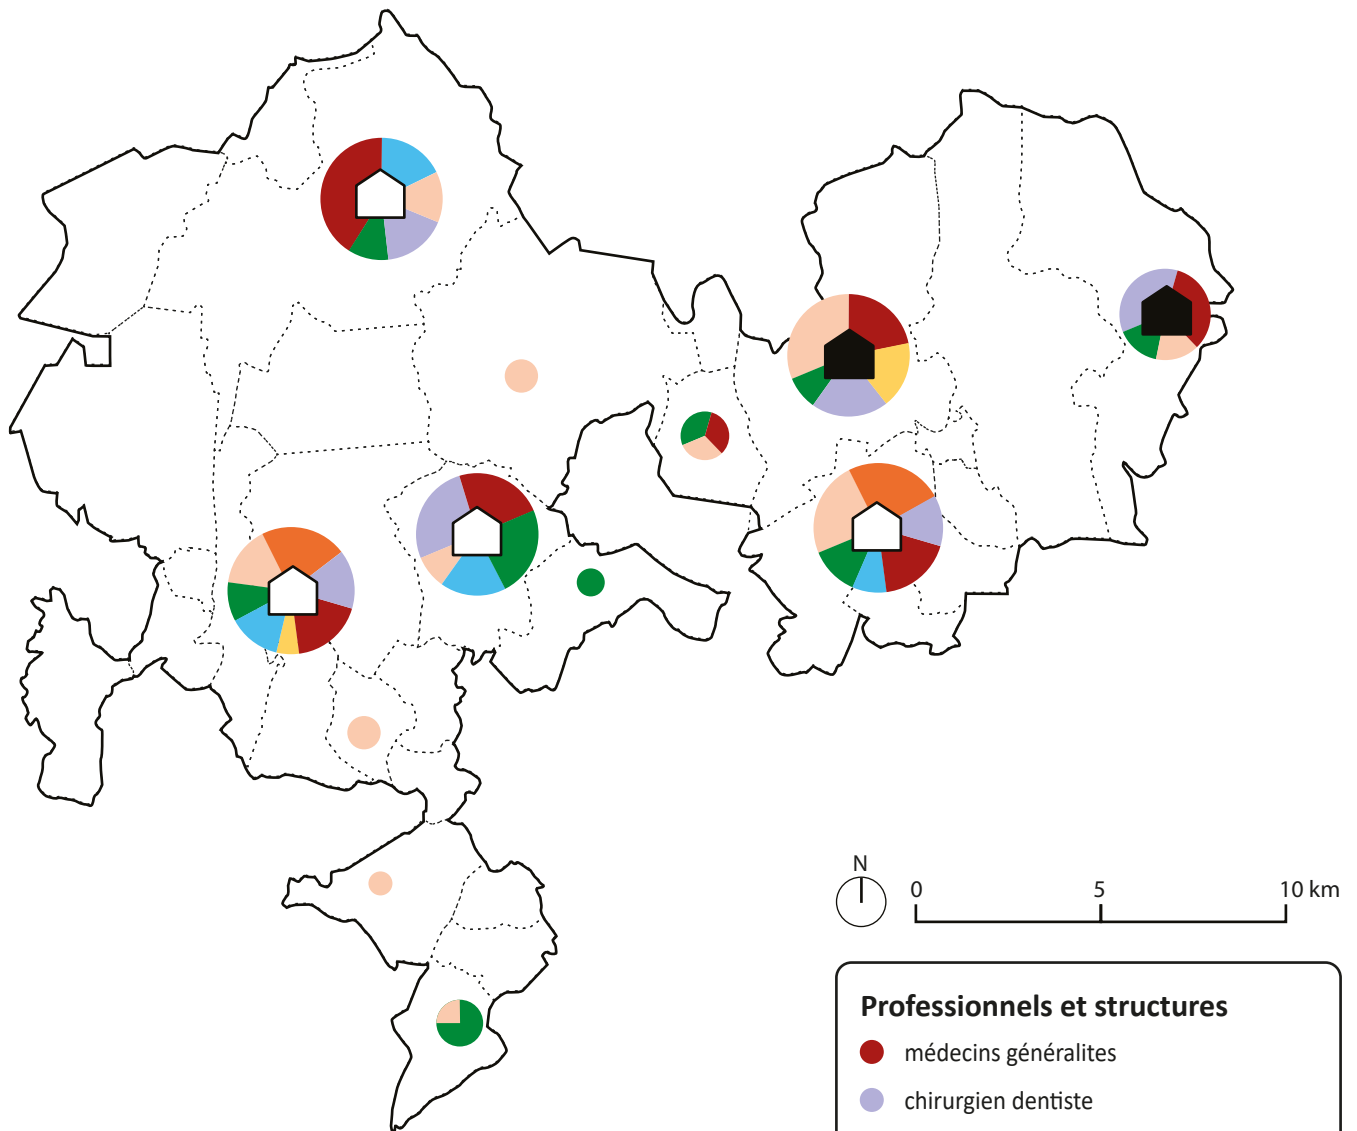 N
0 5 10 km
Professionnels et structures
médecins généralites
chirurgien dentiste